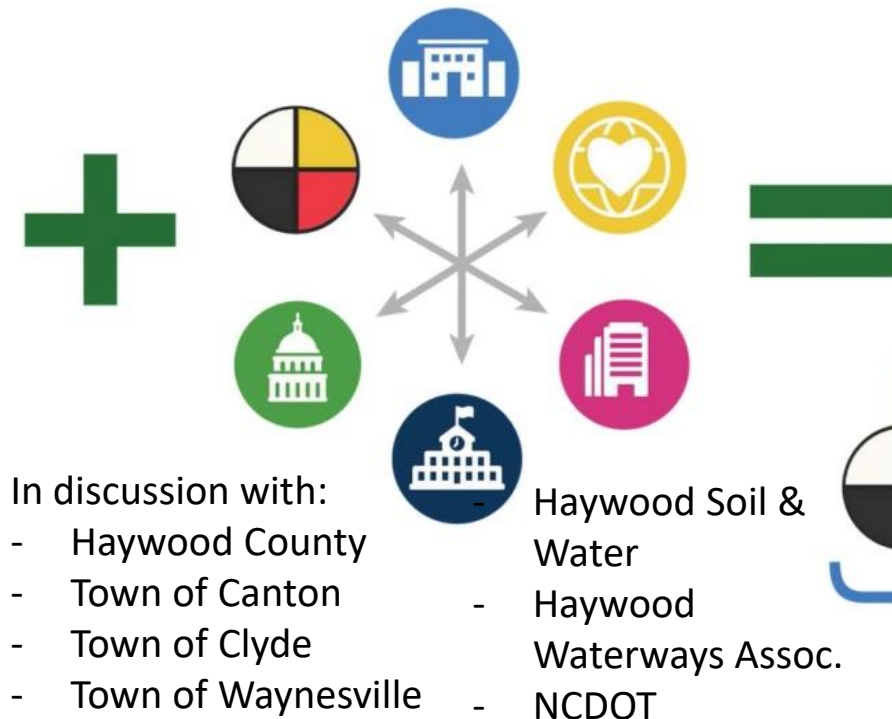 In discussion with:
- Haywood County
- Town of Canton
- Town of Clyde
- Town of Waynesville
- Haywood Soil &
Water
- Haywood
Waterways Assoc.
- NCDOT